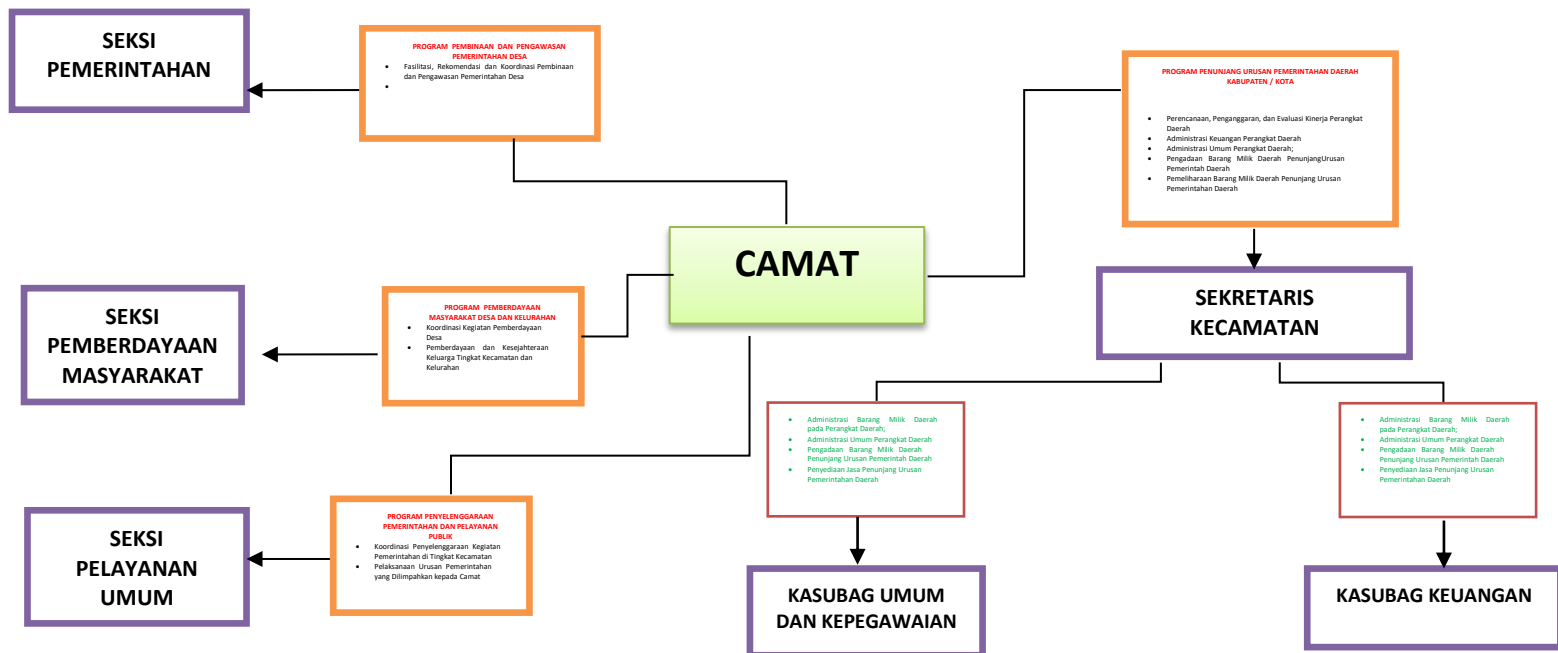 SEKSI
PEMERINTAHAN
PROGRAM PEMBINAAN DAN PENGAWASAN
PEMERINTAHAN DESA
• Fasilitasi, Rekomendasi dan Koordinasi Pembinaan
dan Pengawasan Pemerintahan Desa
•
PROGRAM PENUNJANG URUSAN PEMERINTAHAN DAERAH
KABUPATEN / KOTA
• Perencanaan, Penganggaran, dan Evaluasi Kinerja Perangkat
Daerah
• Administrasi Keuangan Perangkat Daerah
• Administrasi Umum Perangkat Daerah;
• Pengadaan Barang Milik Daerah PenunjangUrusan
Pemerintah Daerah
• Pemeliharaan Barang Milik Daerah Penunjang Urusan
Pemerintahan Daerah
CAMAT
SEKSI
PEMBERDAYAAN
MASYARAKAT
PROGRAM PEMBERDAYAAN
MASYARAKAT DESA DAN KELURAHAN
• Koordinasi Kegiatan Pemberdayaan
Desa
• Pemberdayaan dan Kesejahteraan
Keluarga Tingkat Kecamatan dan
Kelurahan
SEKRETARIS
KECAMATAN
• Administrasi Barang Milik Daerah
pada Perangkat Daerah;
• Administrasi Umum Perangkat Daerah
• Pengadaan Barang Milik Daerah
Penunjang Urusan Pemerintah Daerah
• Penyediaan Jasa Penunjang Urusan
Pemerintahan Daerah
• Administrasi Barang Milik Daerah
pada Perangkat Daerah;
• Administrasi Umum Perangkat Daerah
• Pengadaan Barang Milik Daerah
Penunjang Urusan Pemerintah Daerah
• Penyediaan Jasa Penunjang Urusan
Pemerintahan Daerah
SEKSI
PELAYANAN
UMUM
PROGRAM PENYELENGGARAAN
PEMERINTAHAN DAN PELAYANAN
PUBLIK
• Koordinasi Penyelenggaraan Kegiatan
Pemerintahan di Tingkat Kecamatan
• Pelaksanaan Urusan Pemerintahan
yang Dilimpahkan kepada Camat
KASUBAG UMUM
DAN KEPEGAWAIAN
KASUBAG KEUANGAN